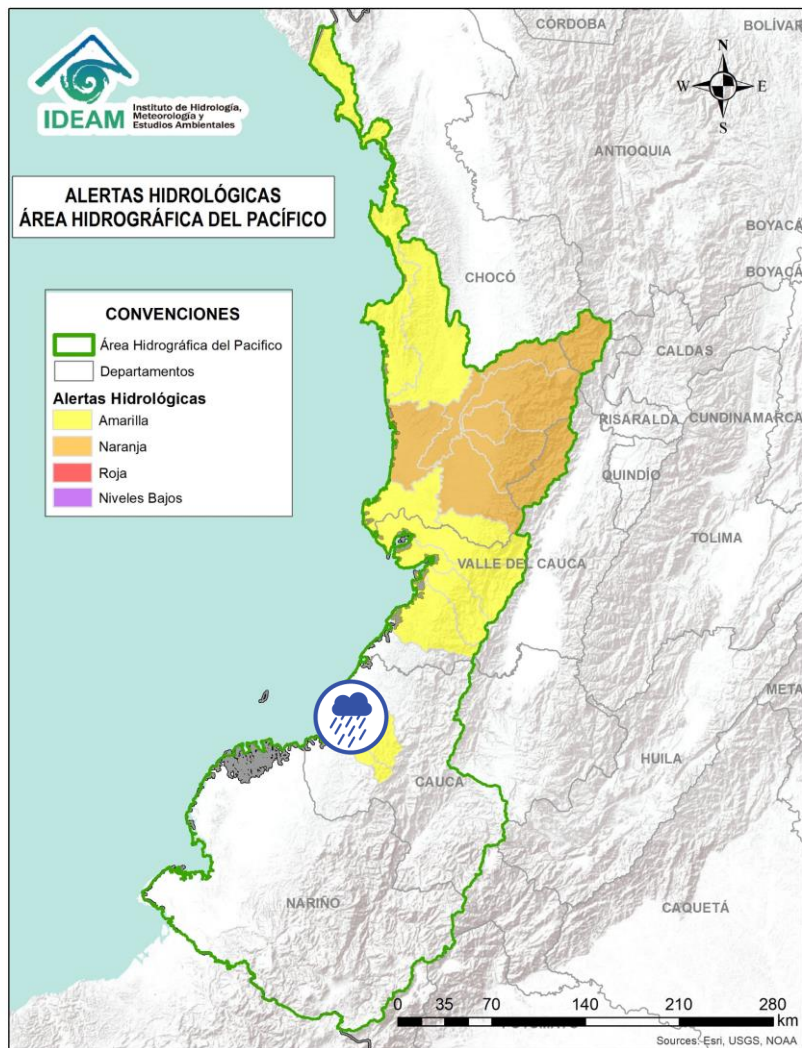 CÓRDOBA
BOLÍVAR
IDEAM
Instituto de Hidrología,
Meteorología y
Estudios Ambientales
N
W
E
S
ANTIOQUIA
ALERTAS HIDROLÓGICAS
ÁREA HIDROGRÁFICA DEL PACÍFICO
BOYACÁ
BOYACÁ
CHOCÓ
CONVENCIONES
Área Hidrográfica del Pacifico
Departamentos
Alertas Hidrológicas
Amarilla
Naranja
Roja
Niveles Bajos
CALDAS
RISARALDA
CUNDINAMARCA
QUINDÍO
TOLIMA
VALLE DEL CAUCA
META
HUILA
CAUCA
NARIÑO
CAQUETÁ
0 35 70 140 210 280
km
Sources: Esri, USGS, NOAA